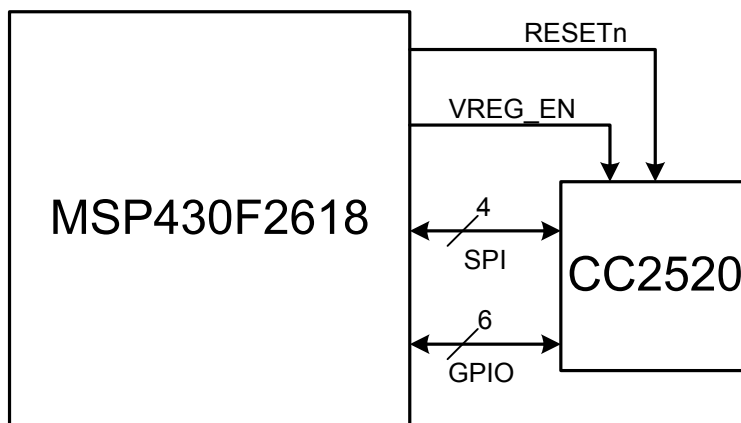 RESETn
VREG_EN
MSP430F2618
4
SPI
CC2520
6
GPIO